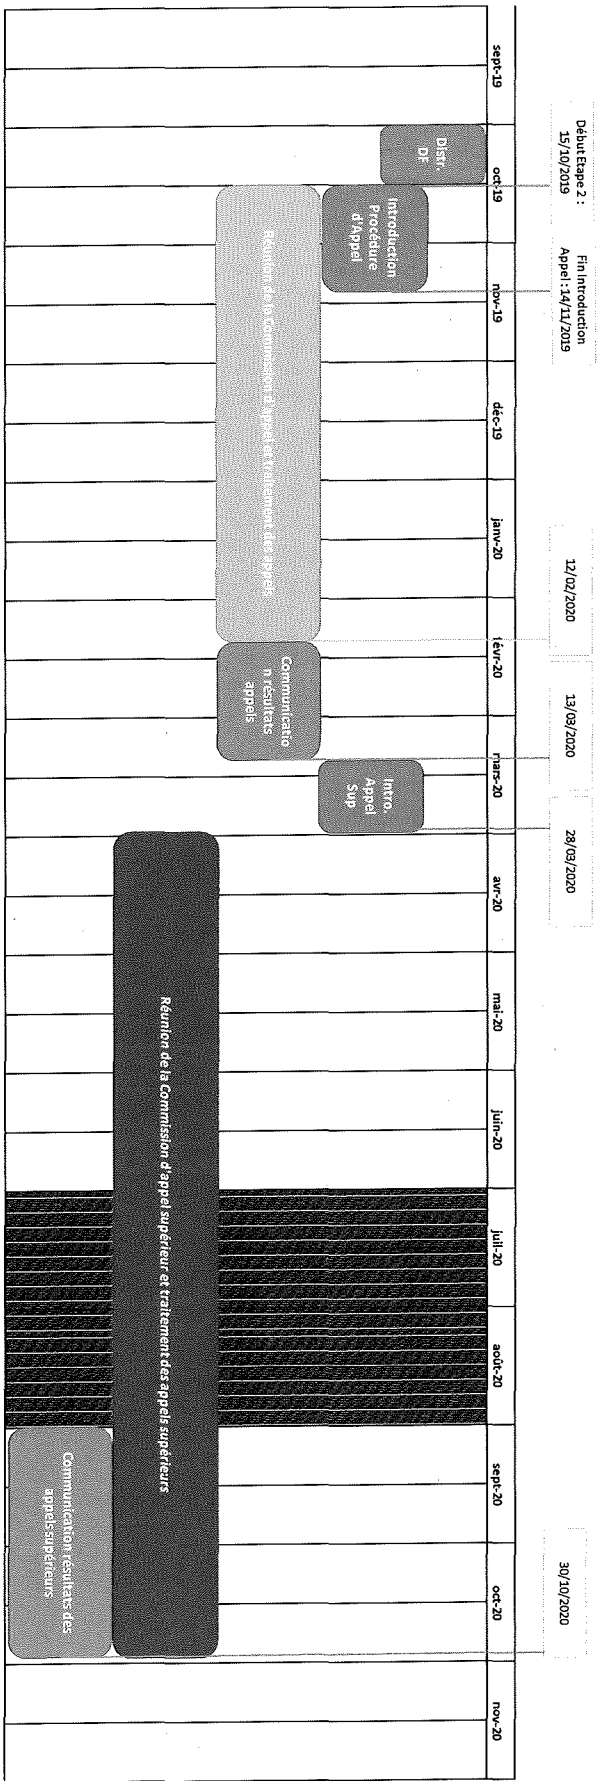 Début Etape 2 :
15/10/2019
Fin Introduction
Appel : 14/11/2019
12/02/2020
13/03/2020
28/03/2020
30/10/2020
sept-19
oct-19
nov-19
déc-19
janv-20
févr-20
mars-20
avr-20
mai-20
juin-20
juil-20
août-20
sept-20
oct-20
nov-20
Distr.
DF
Introduction
Procédure
d'Appel
Intro.
Appel
Sup
Réunion de la Commission d'appel et traitement des appels
Communicatio
n résultats
appels
Réunion de la Commission d'appel supérieur et traitement des appels supérieurs
Communication résultats des
appels supérieurs